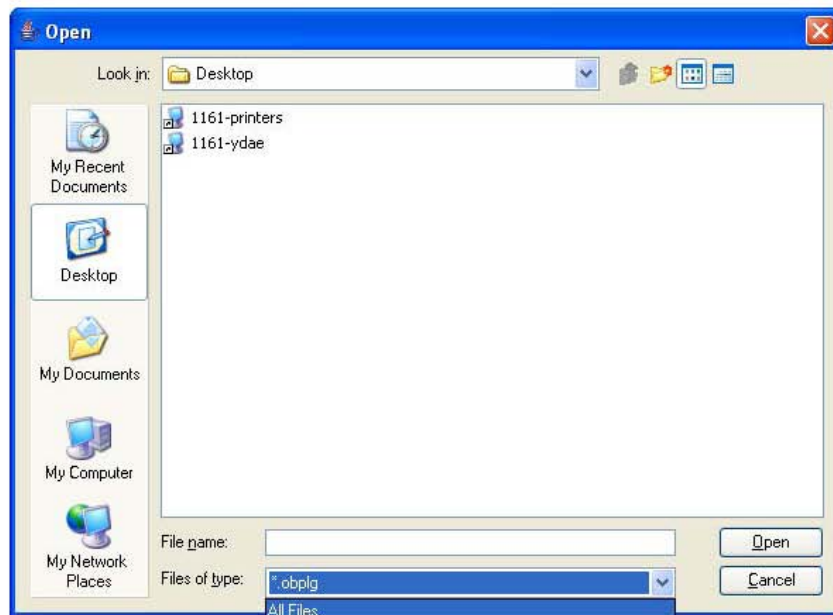 Open
Look in: Desktop
1161-printers
1161-ydae
My Recent
Documents
Desktop
My Documents
My Computer
My Network
Places
File name:
Open
Files of type: *.obplg
Cancel
All Files